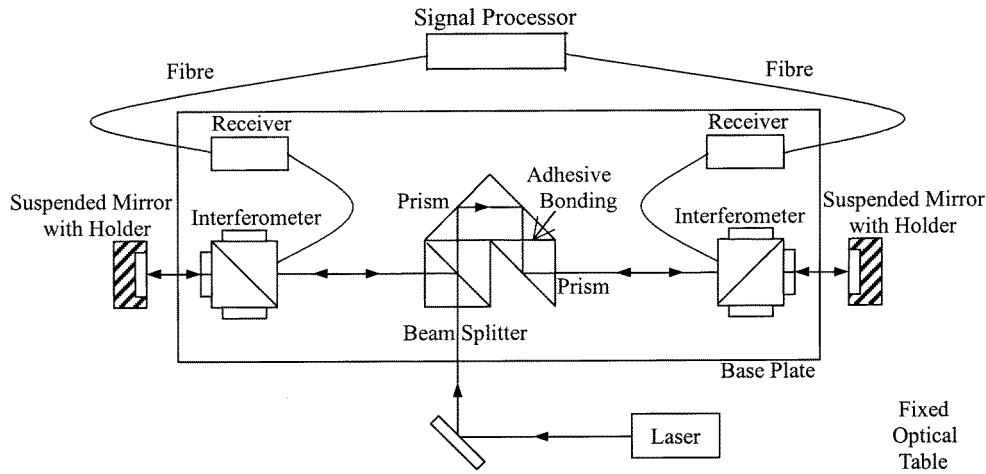 Signal Processor
Fibre
Fibre
Receiver
Receiver
Adhesive
Bonding
Suspended Mirror
with Holder
Interferometer
Prism
Interferometer
Suspended Mirror
with Holder
Prism
Beam Splitter
Base Plate
Laser
Fixed
Optical
Table